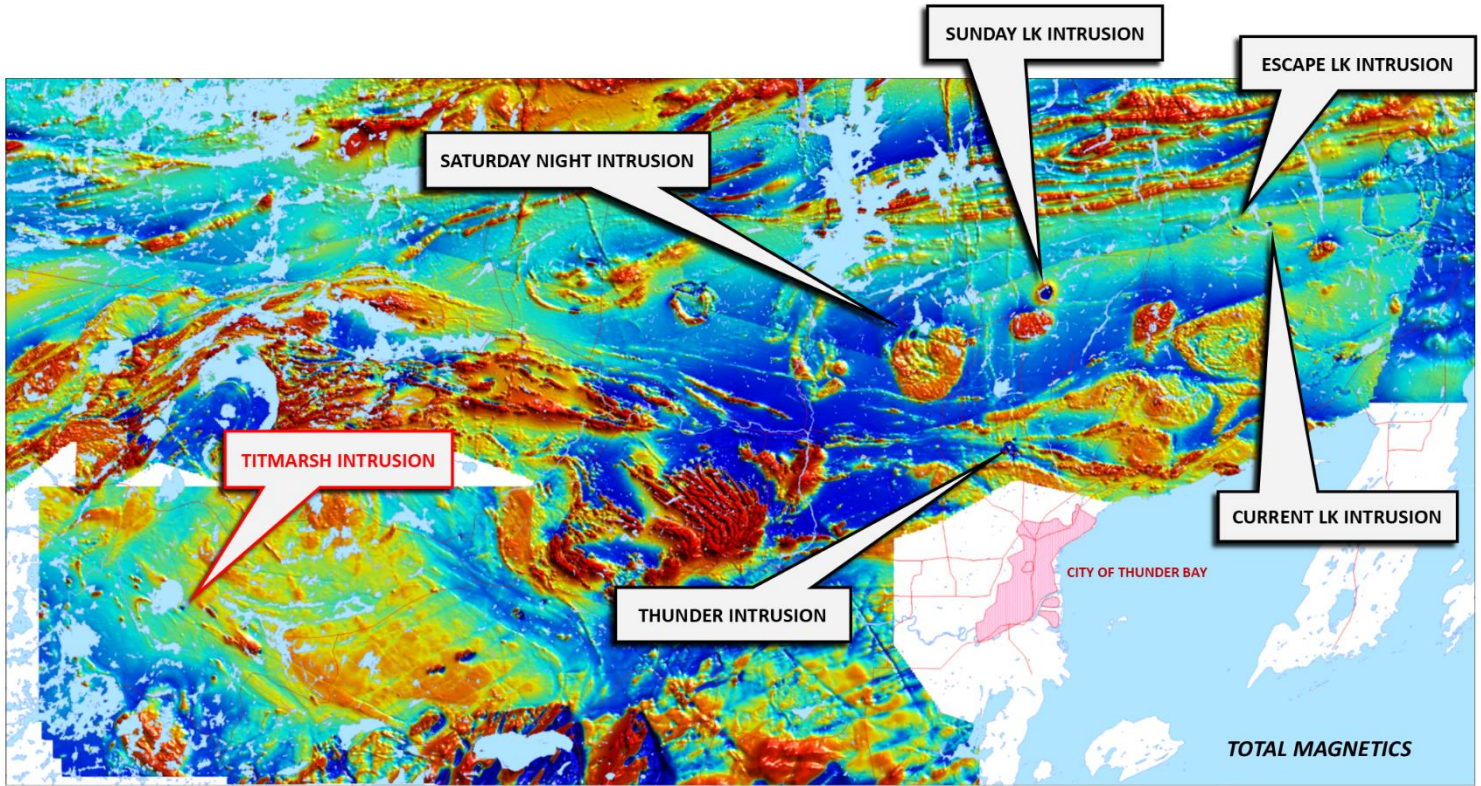 SUNDAY LK INTRUSION
ESCAPE LK INTRUSION
SATURDAY NIGHT INTRUSION
TITMARSH INTRUSION
CURRENT LK INTRUSION
CITY OF THUNDER BAY
THUNDER INTRUSION
TOTAL MAGNETICS